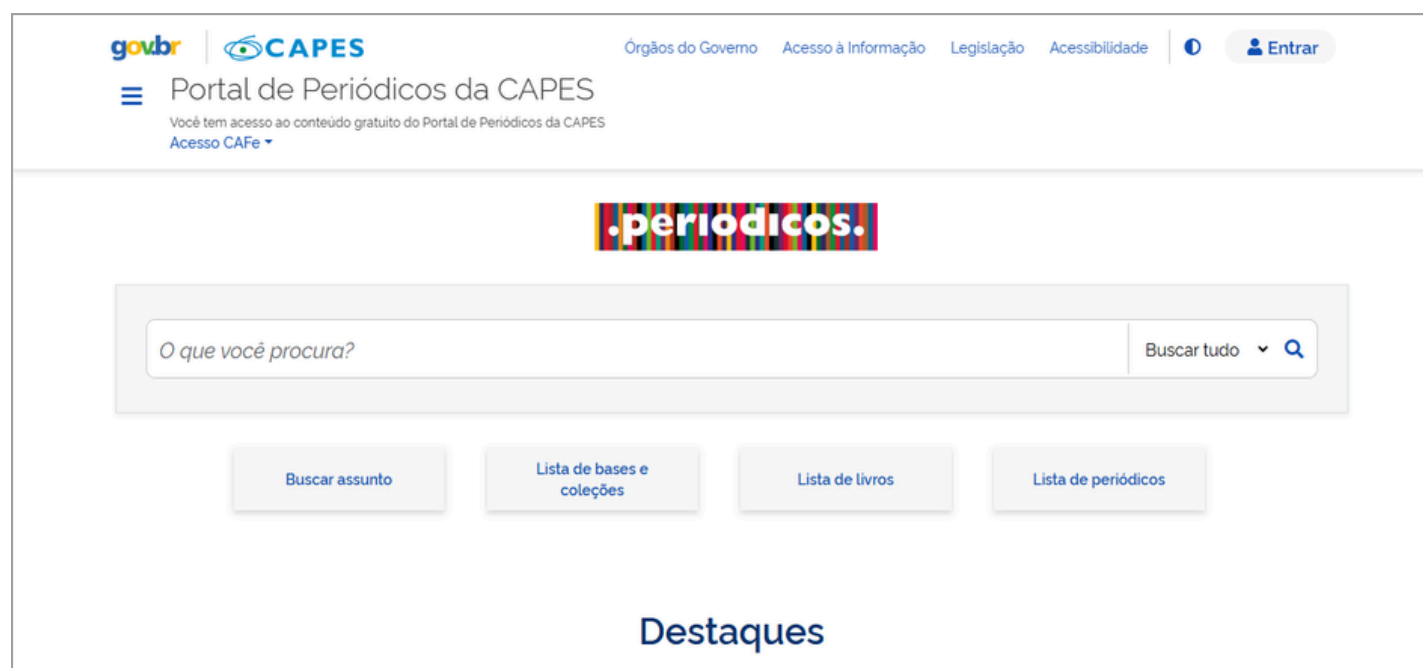 gov.br CAPES Órgãos do Governo Acesso à Informação Legislação Acessibilidade Entrar
Portal de Periódicos da CAPES
Você tem acesso ao conteúdo gratuito do Portal de Periódicos da CAPES
Acesso CAFe
.periodicos.
O que você procura? Buscar tudo
Buscar assunto Lista de bases e coleções Lista de livros Lista de periódicos
Destaques